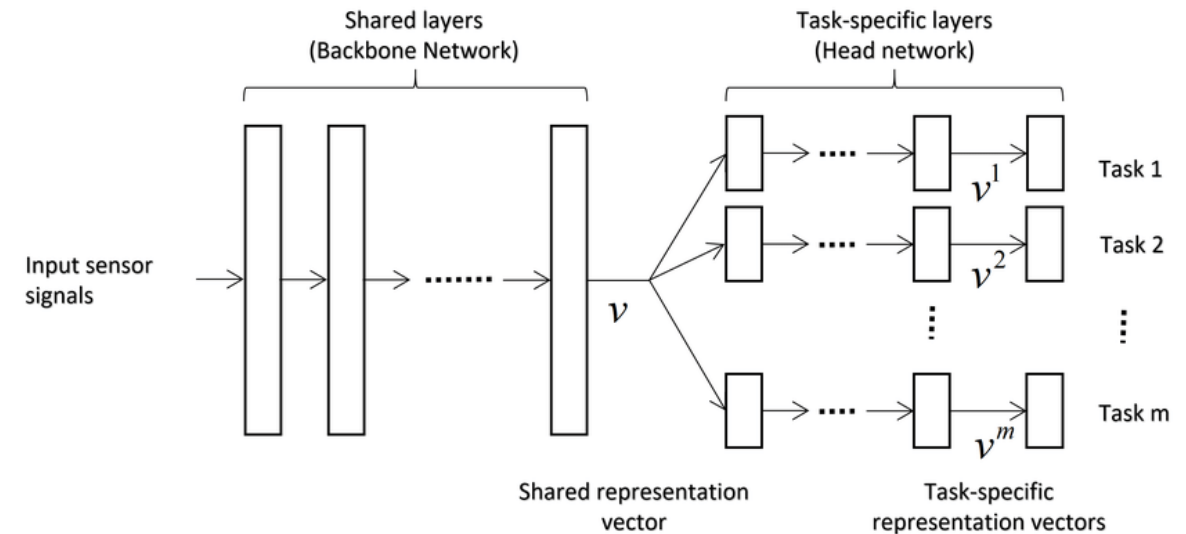 Shared layers
(Backbone Network)
Task-specific layers
(Head network)
Input sensor
signals
v
v¹
Task 1
v²
Task 2
vᵐ
Task m
Shared representation
vector
Task-specific
representation vectors